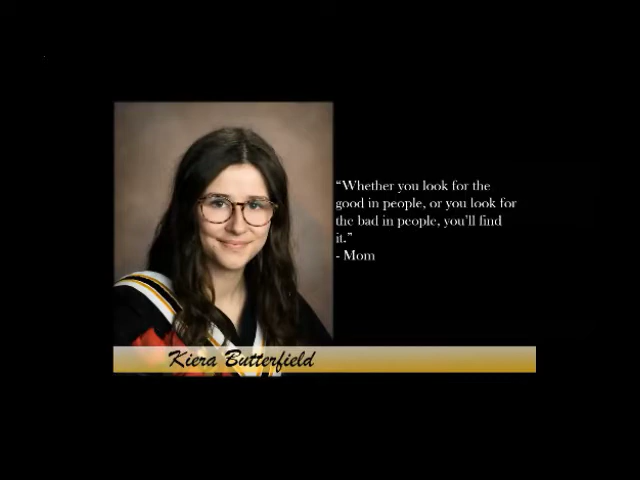 “Whether you look for the
good in people, or you look for
the bad in people, you’ll find
it.”
- Mom
Kiera Butterfield